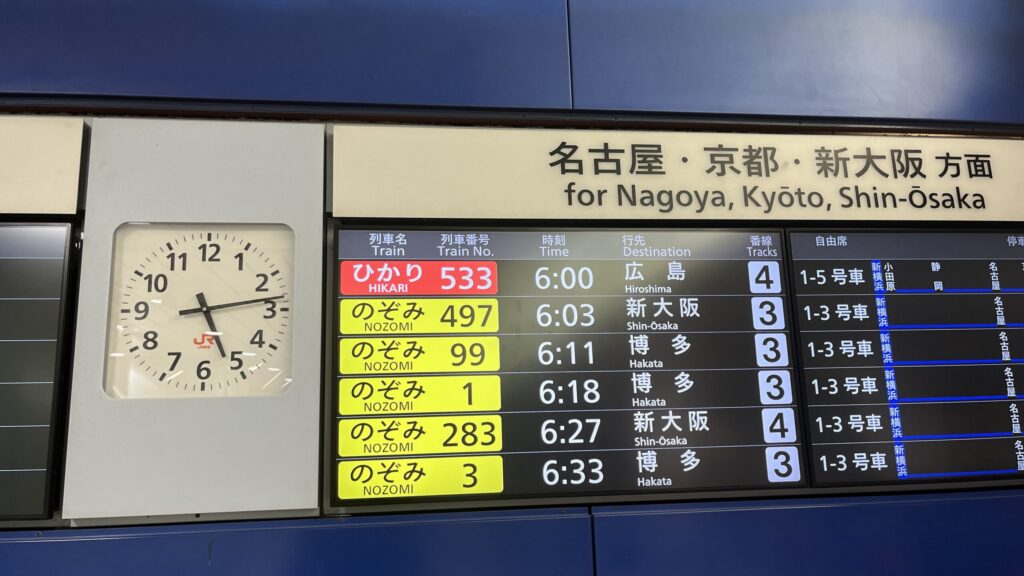 12
11 1
10 2
9 3
8 4
7 5
6
JR
名古屋・京都・新大阪 方面
for Nagoya, Kyōto, Shin-Ōsaka
列車名 列車番号 時刻 行先 番線 自由席
Train Train No. Time Destination Tracks
ひかり 533 6:00 広島 4 1-5 号車 新横浜 小田原 静岡 名古屋
HIKARI Hiroshima
のぞみ 497 6:03 新大阪 3 1-3 号車 新横浜 名古屋
NOZOMI Shin-Ōsaka
のぞみ 99 6:11 博多 3 1-3 号車 新横浜 名古屋
NOZOMI Hakata
のぞみ 1 6:18 博多 3 1-3 号車 新横浜 名古屋
NOZOMI Hakata
のぞみ 283 6:27 新大阪 4 1-3 号車 新横浜 名古屋
NOZOMI Shin-Ōsaka
のぞみ 3 6:33 博多 3 1-3 号車 新横浜 名古屋
NOZOMI Hakata